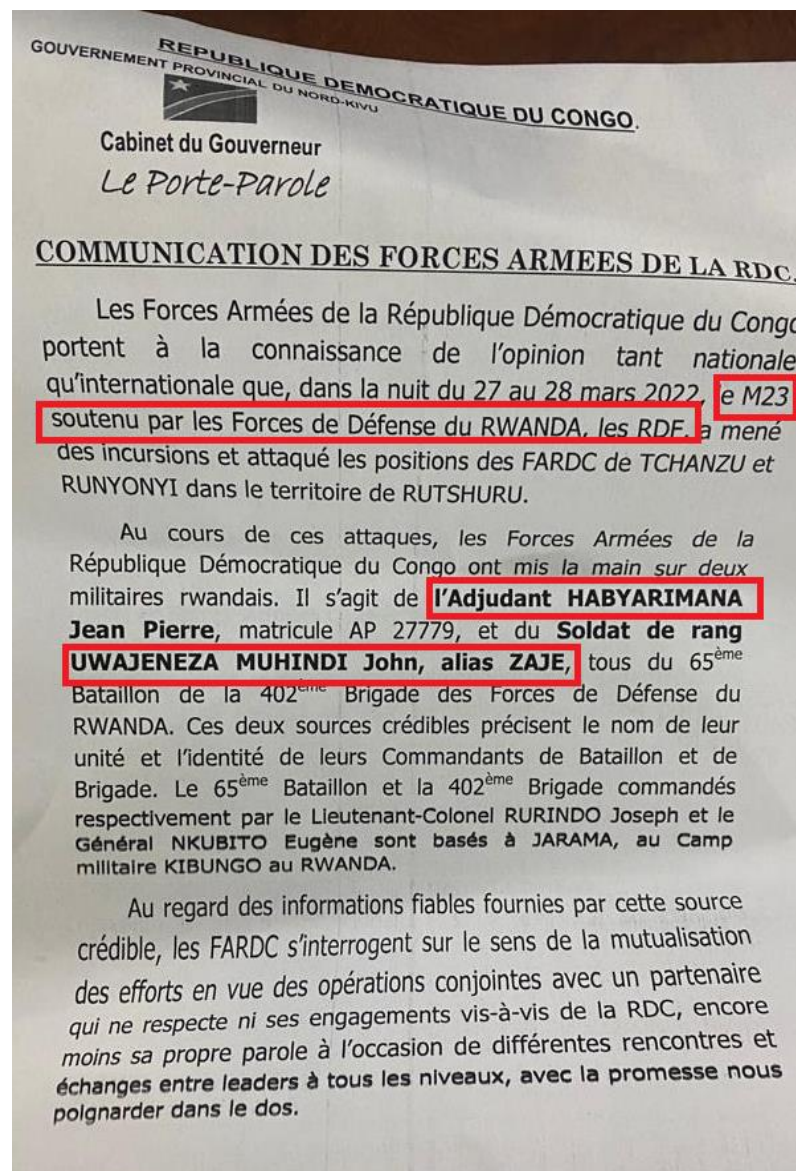 REPUBLIQUE DEMOCRATIQUE DU CONGO.
GOUVERNEMENT PROVINCIAL DU NORD-KIVU
Cabinet du Gouverneur
Le Porte-Parole
COMMUNICATION DES FORCES ARMEES DE LA RDC.
Les Forces Armées de la République Démocratique du Congo
portent à la connaissance de l'opinion tant nationale
qu'internationale que, dans la nuit du 27 au 28 mars 2022, le M23
soutenu par les Forces de Défense du RWANDA, les RDF, a mené
des incursions et attaqué les positions des FARDC de TCHANZU et
RUNYONYI dans le territoire de RUTSHURU.
Au cours de ces attaques, les Forces Armées de la
République Démocratique du Congo ont mis la main sur deux
militaires rwandais. Il s'agit de l'Adjudant HABYARIMANA
Jean Pierre, matricule AP 27779, et du Soldat de rang
UWAJENEZA MUHINDI John, alias ZAJE, tous du 65ème
Bataillon de la 402ème Brigade des Forces de Défense du
RWANDA. Ces deux sources crédibles précisent le nom de leur
unité et l'identité de leurs Commandants de Bataillon et de
Brigade. Le 65ème Bataillon et la 402ème Brigade commandés
respectivement par le Lieutenant-Colonel RURINDO Joseph et le
Général NKUBITO Eugène sont basés à JARAMA, au Camp
militaire KIBUNGO au RWANDA.
Au regard des informations fiables fournies par cette source
crédible, les FARDC s'interrogent sur le sens de la mutualisation
des efforts en vue des opérations conjointes avec un partenaire
qui ne respecte ni ses engagements vis-à-vis de la RDC, encore
moins sa propre parole à l'occasion de différentes rencontres et
échanges entre leaders à tous les niveaux, avec la promesse nous
poignarder dans le dos.